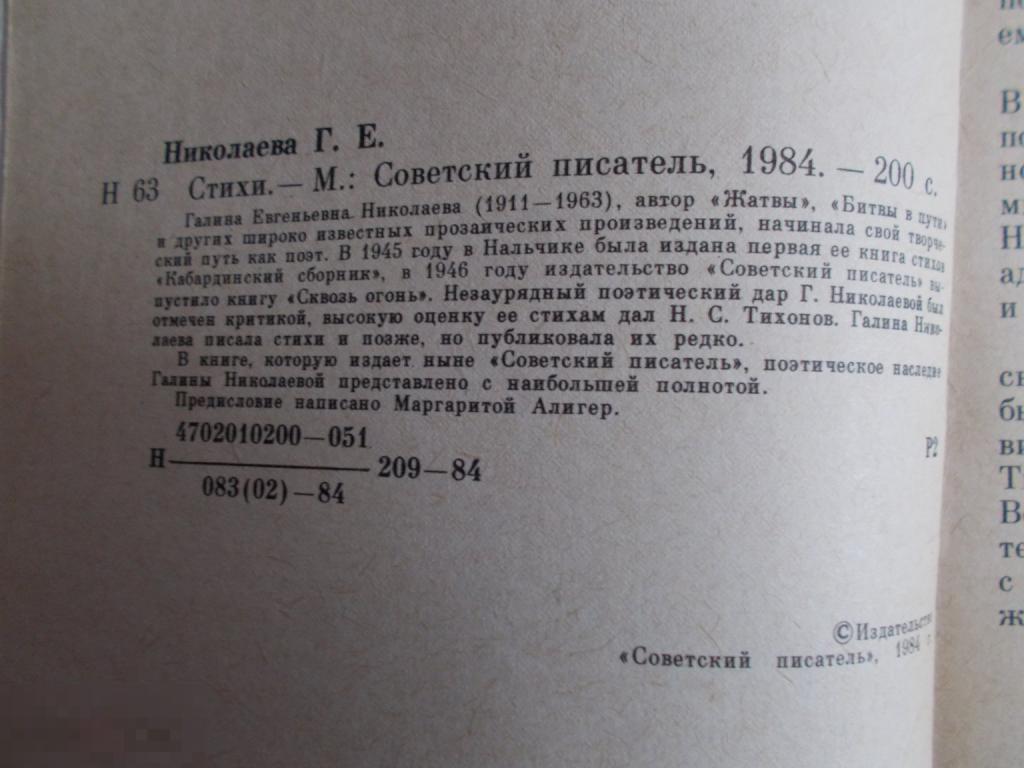 Николаева Г. Е.
Н 63 Стихи.— М.: Советский писатель, 1984. — 200 с.
Галина Евгеньевна Николаева (1911—1963), автор «Жатвы», «Битвы в пути»
и других широко известных прозаических произведений, начинала свой творче-
ский путь как поэт. В 1945 году в Нальчике была издана первая ее книга стихов
«Кабардинский сборник», в 1946 году издательство «Советский писатель» вы-
пустило книгу «Сквозь огонь». Незаурядный поэтический дар Г. Николаевой был
отмечен критикой, высокую оценку ее стихам дал Н. С. Тихонов. Галина Нико-
лаева писала стихи и позже, но публиковала их редко.
В книге, которую издает ныне «Советский писатель», поэтическое наследие
Галины Николаевой представлено с наибольшей полнотой.
Предисловие написано Маргаритой Алигер.
4702010200—051
Н 209—84
083(02)—84
Р2
© Издательство
«Советский писатель», 1984 г.